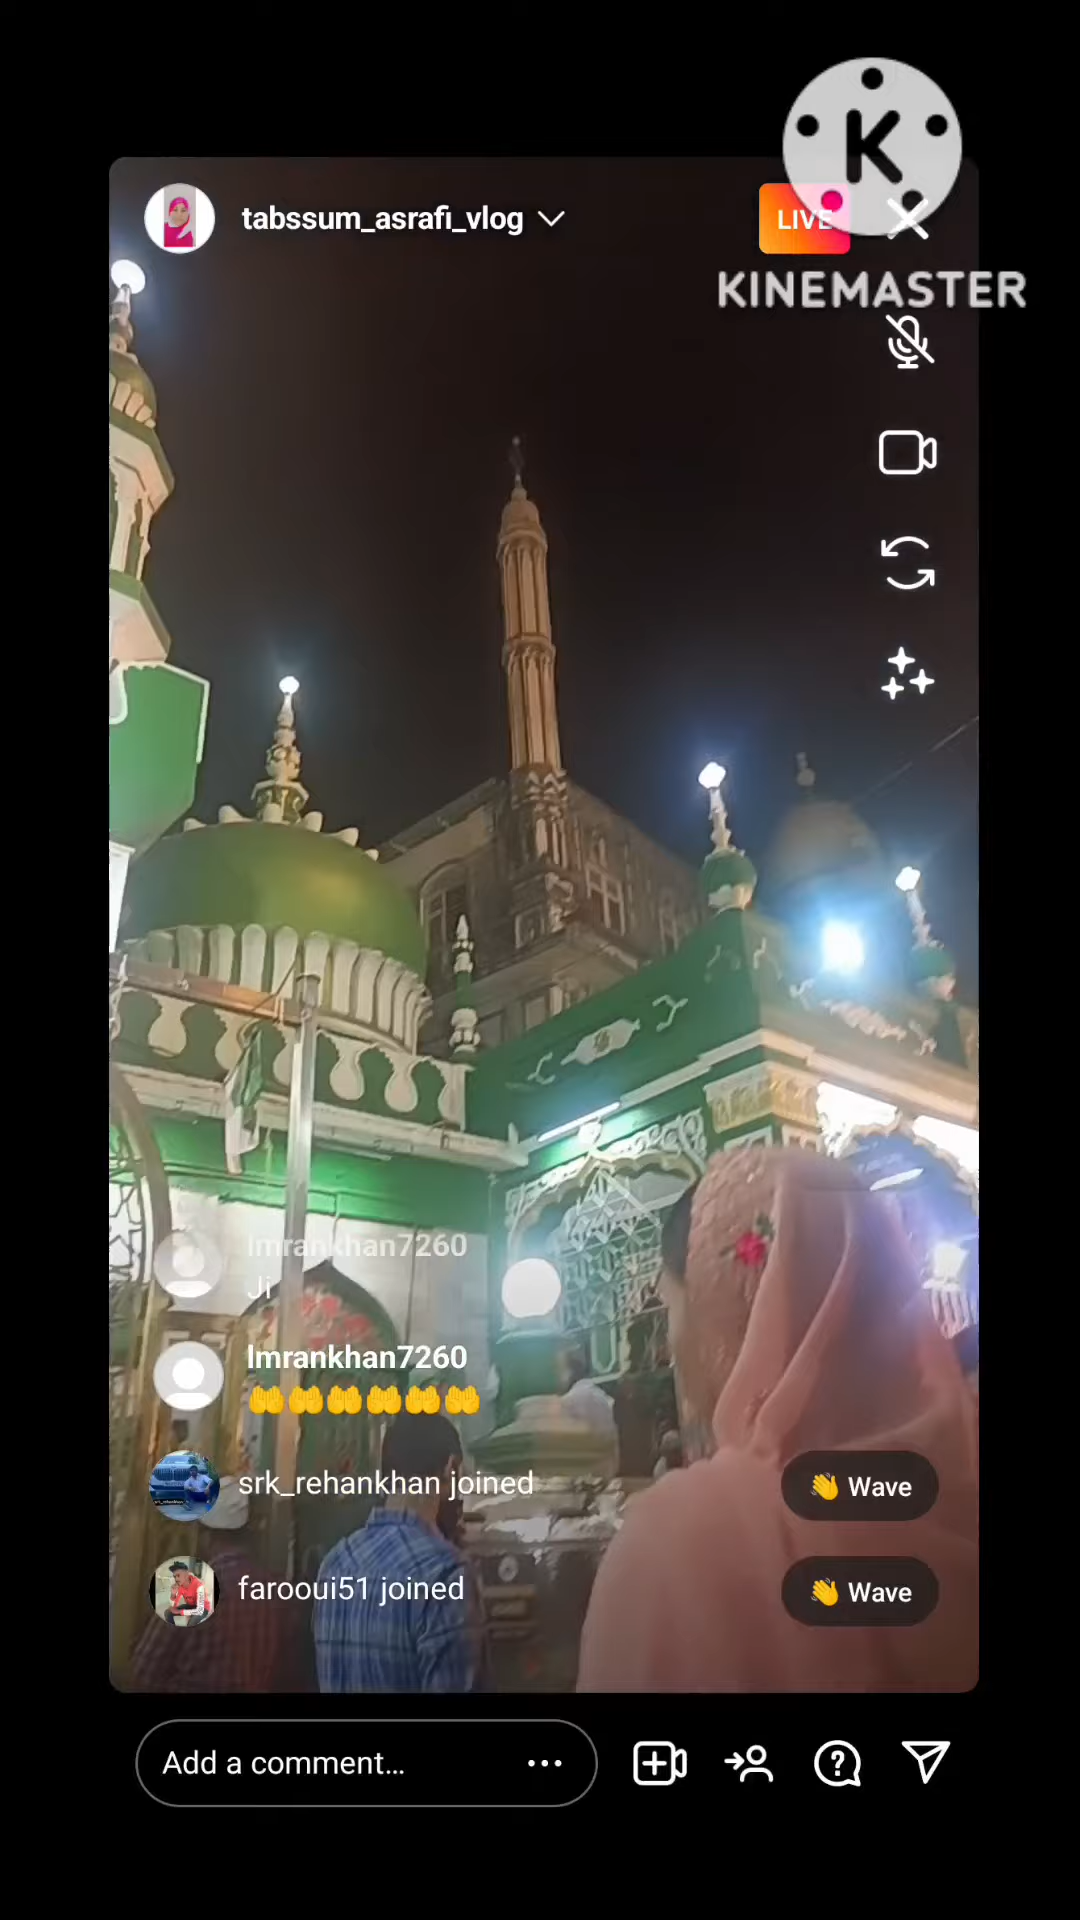 tabssum_asrafi_vlog
LIVE
K
KINEMASTER
Imrankhan7260
Ji
Imrankhan7260
🤲🤲🤲🤲🤲🤲
srk_rehankhan joined
👋 Wave
farooui51 joined
👋 Wave
Add a comment...